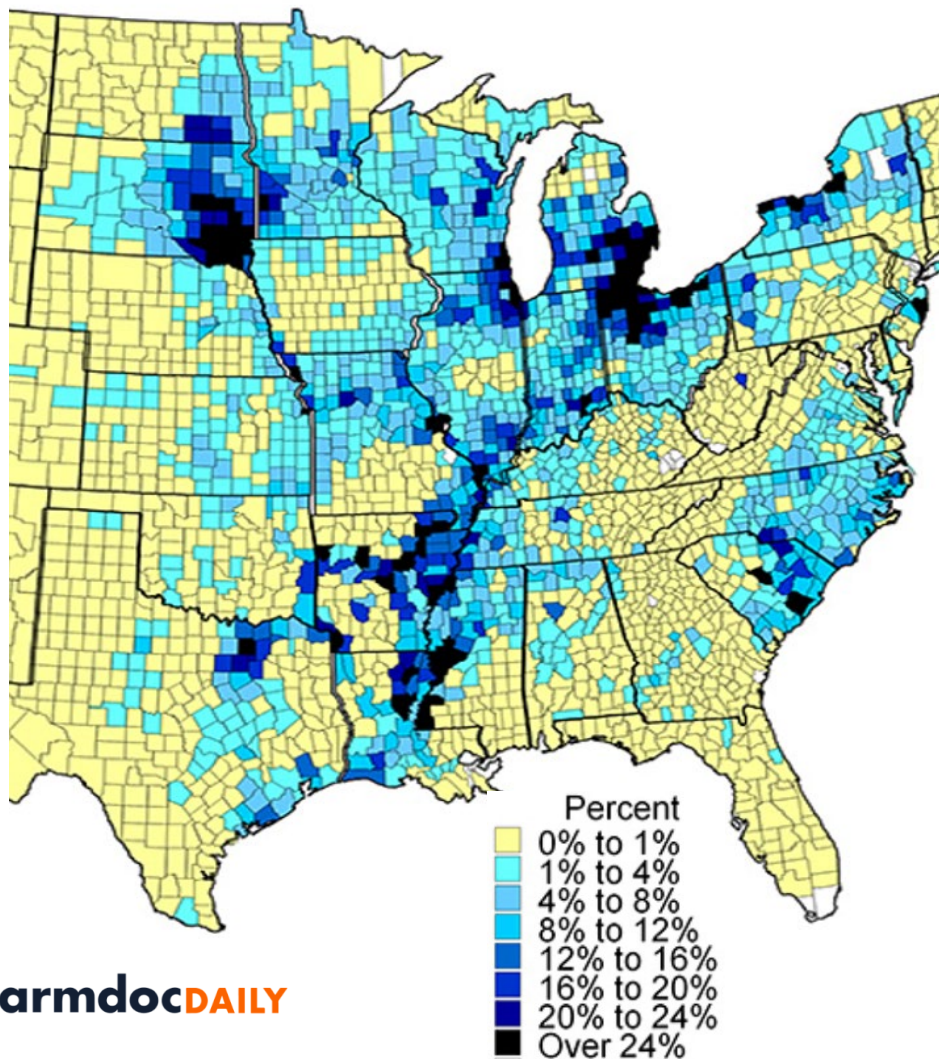 Percent
0% to 1%
1% to 4%
4% to 8%
8% to 12%
12% to 16%
16% to 20%
20% to 24%
Over 24%
armdocDAILY